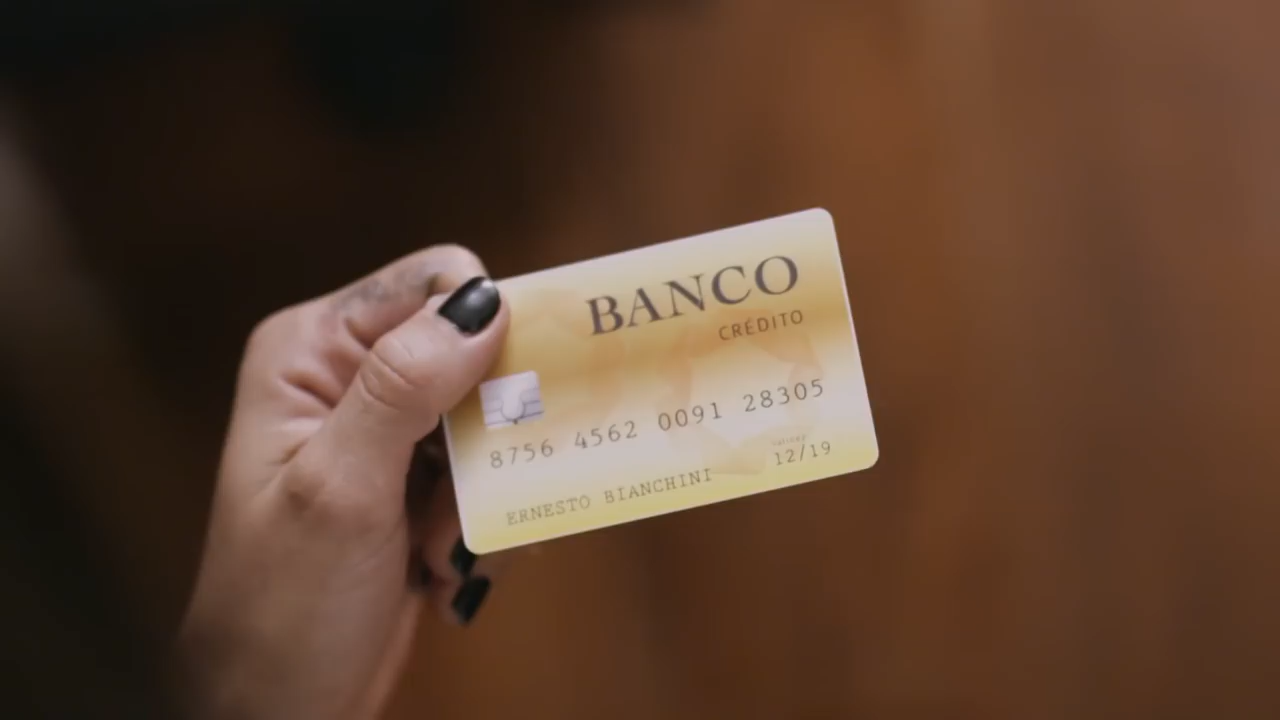 BANCO
CRÉDITO
8756 4562 0091 28305
12/19
ERNESTO BIANCHINI